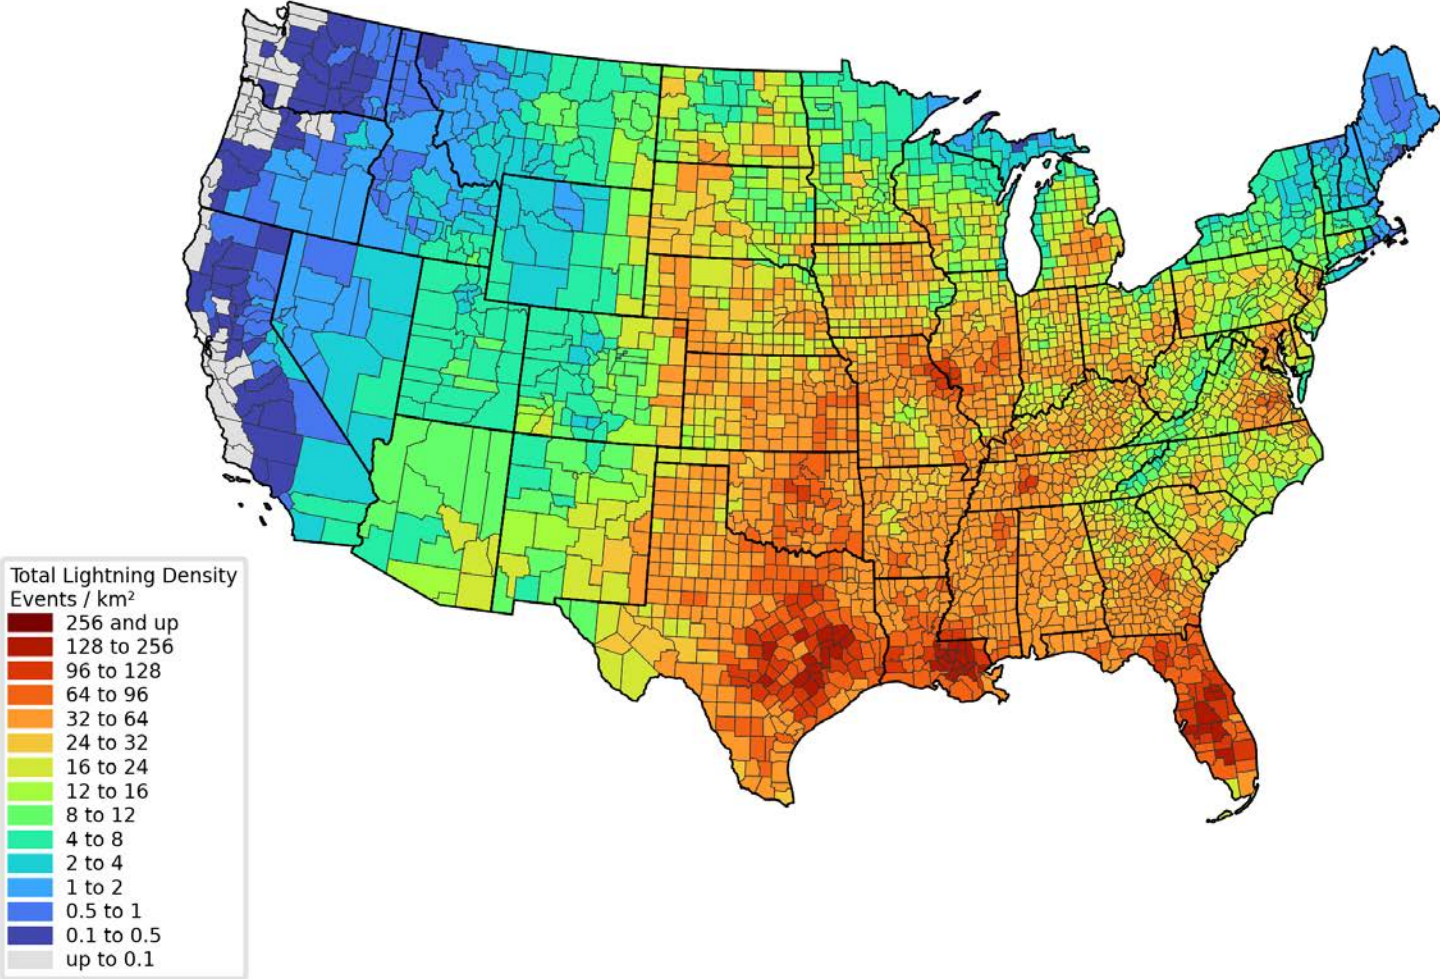 Total Lightning Density
Events / km²
256 and up
128 to 256
96 to 128
64 to 96
32 to 64
24 to 32
16 to 24
12 to 16
8 to 12
4 to 8
2 to 4
1 to 2
0.5 to 1
0.1 to 0.5
up to 0.1